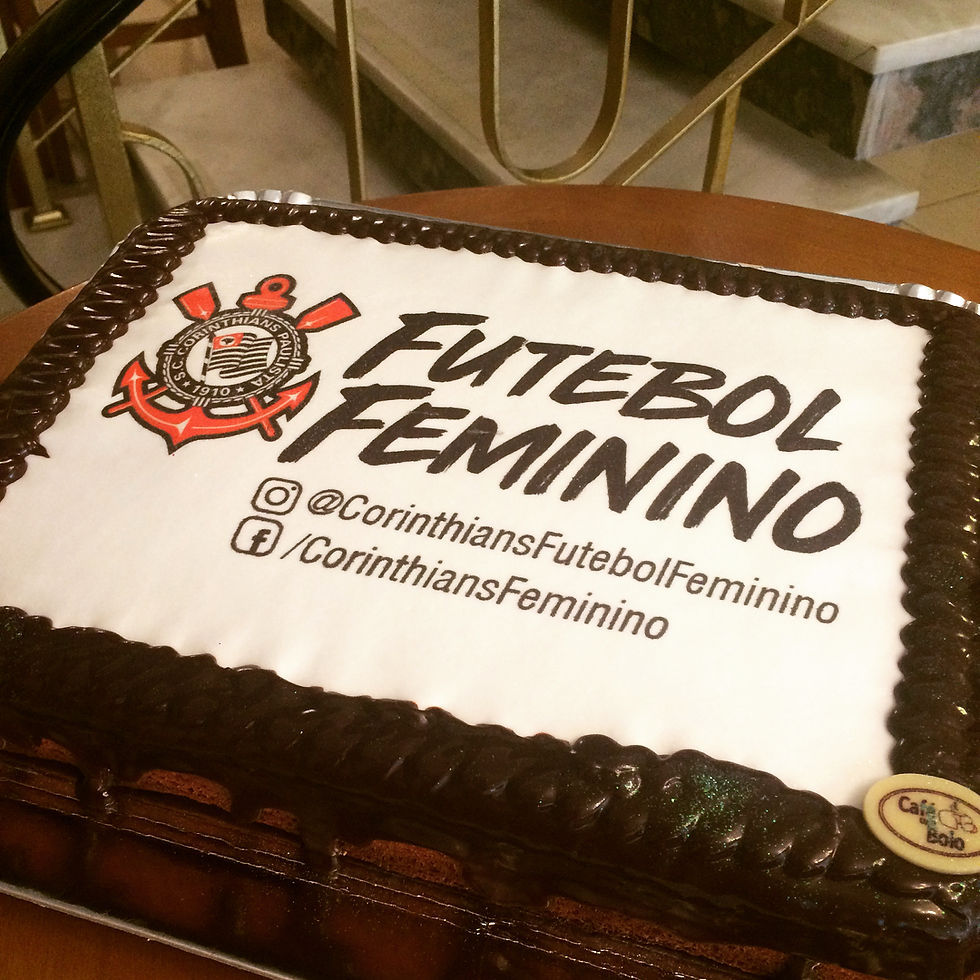 S.C. CORINTHIANS PAULISTA
1910
FUTEBOL
FEMININO
@CorinthiansFutebolFeminino
/CorinthiansFeminino
Café
Bolo